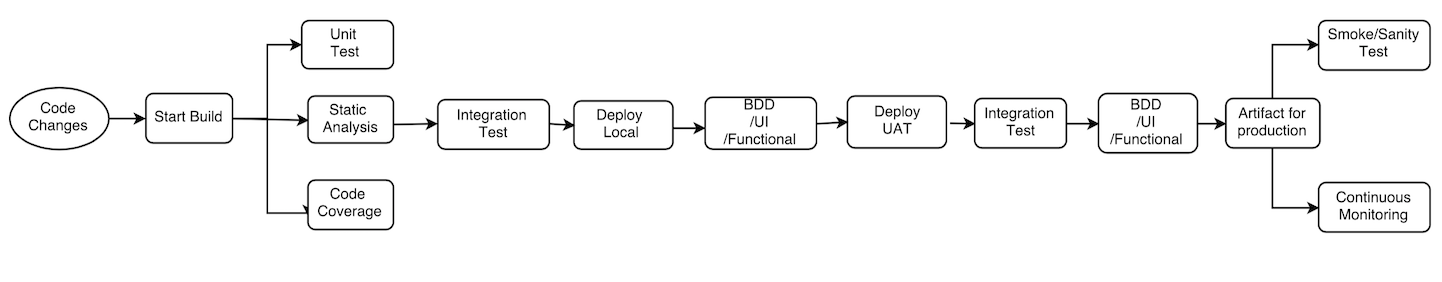 Code
Changes
Start Build
Unit
Test
Static
Analysis
Code
Coverage
Integration
Test
Deploy
Local
BDD
/UI
/Functional
Deploy
UAT
Integration
Test
BDD
/UI
/Functional
Artifact for
production
Smoke/Sanity
Test
Continuous
Monitoring